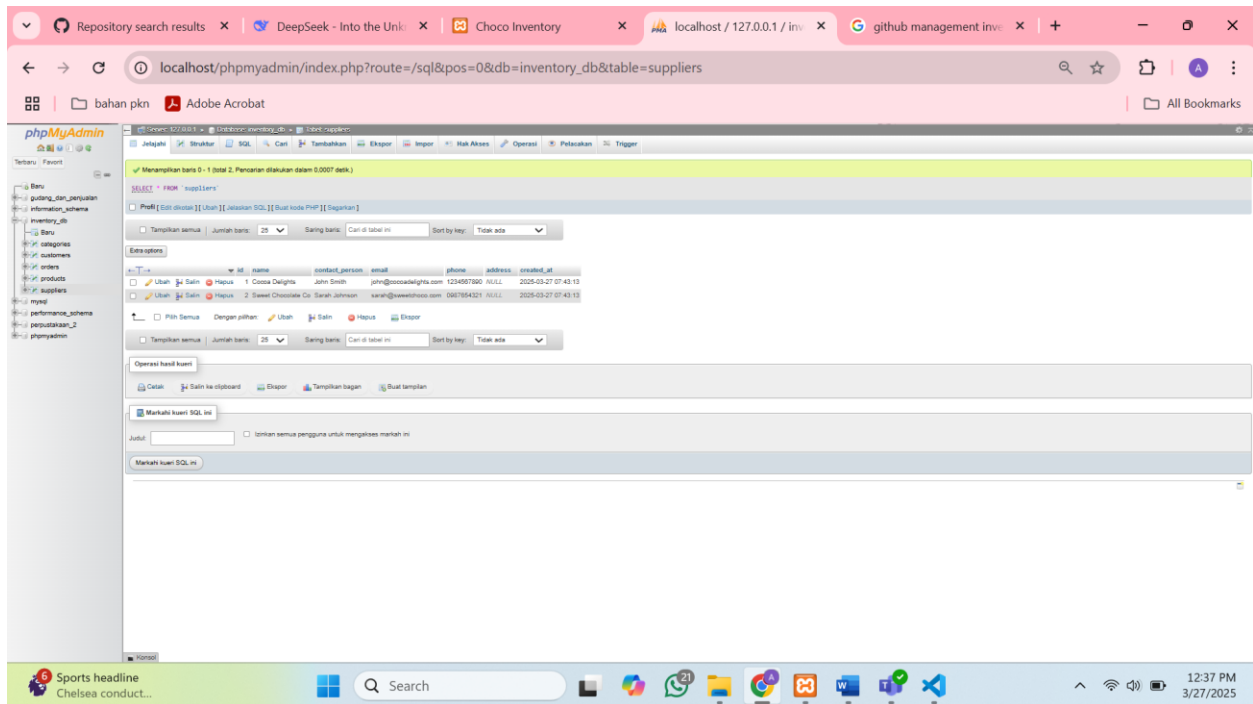 Repository search results
DeepSeek - Into the Unk
Choco Inventory
localhost / 127.0.0.1 / inv
github management inve
localhost/phpmyadmin/index.php?route=/sql&pos=0&db=inventory_db&table=suppliers
A
bahan pkn
Adobe Acrobat
All Bookmarks
phpMyAdmin
Terbaru Favorit
Baru
gudang_dan_penjualan
information_schema
inventory_db
Baru
categories
customers
orders
products
suppliers
mysql
performance_schema
perpustakaan_2
phpmyadmin
Server: 127.0.0.1 » Database: inventory_db » Tabel: suppliers
Jelajahi Struktur SQL Cari Tambahkan Ekspor Impor Hak Akses Operasi Pelacakan Trigger
Menampilkan baris 0 - 1 (total 2, Pencarian dilakukan dalam 0,0007 detik.)
SELECT * FROM `suppliers`
Profil [ Edit dikotak ] [ Ubah ] [ Jelaskan SQL ] [ Buat kode PHP ] [ Segarkan ]
Tampilkan semua | Jumlah baris: 25 Saring baris: Cari di tabel ini Sort by key: Tidak ada
Extra options
←T→ id name contact_person email phone address created_at
Ubah Salin Hapus 1 Cocoa Delights John Smith john@cocoadelights.com 1234567890 NULL 2025-03-27 07:43:13
Ubah Salin Hapus 2 Sweet Chocolate Co Sarah Johnson sarah@sweetchoco.com 0987654321 NULL 2025-03-27 07:43:13
Pilih Semua Dengan pilihan: Ubah Salin Hapus Ekspor
Tampilkan semua | Jumlah baris: 25 Saring baris: Cari di tabel ini Sort by key: Tidak ada
Operasi hasil kueri
Cetak Salin ke clipboard Ekspor Tampilkan bagan Buat tampilan
Markahi kueri SQL ini
Judul: Izinkan semua pengguna untuk mengakses markah ini
Markahi kueri SQL ini
Konsol
6
Sports headline
Chelsea conduct...
Search
21
A
12:37 PM
3/27/2025